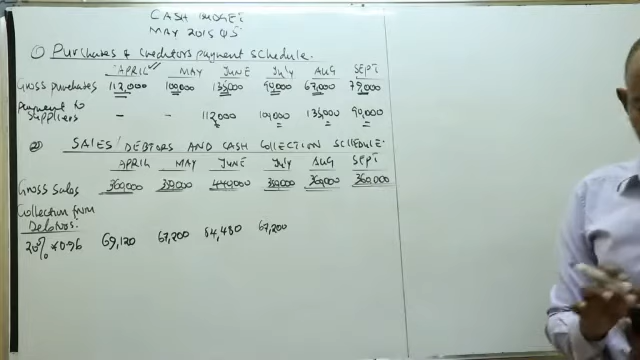 CASH BUDGET
MAY 2015 Q5
① Purchases & creditors payment schedule.
APRIL MAY JUNE July AUG SEPT
Gross purchases 112,000 100,000 135,000 90,000 67,000 79,000
payment to
suppliers - - 112,000 100,000 135,000 90,000
② SALES/DEBTORS AND CASH COLLECTION SCHEDULE.
APRIL MAY JUNE July AUG SEPT
Gross sales 360,000 350,000 440,000 350,000 360,000 360,000
Collection from
Debtors:
20% × 0.96 69,120 67,200 84,480 67,200